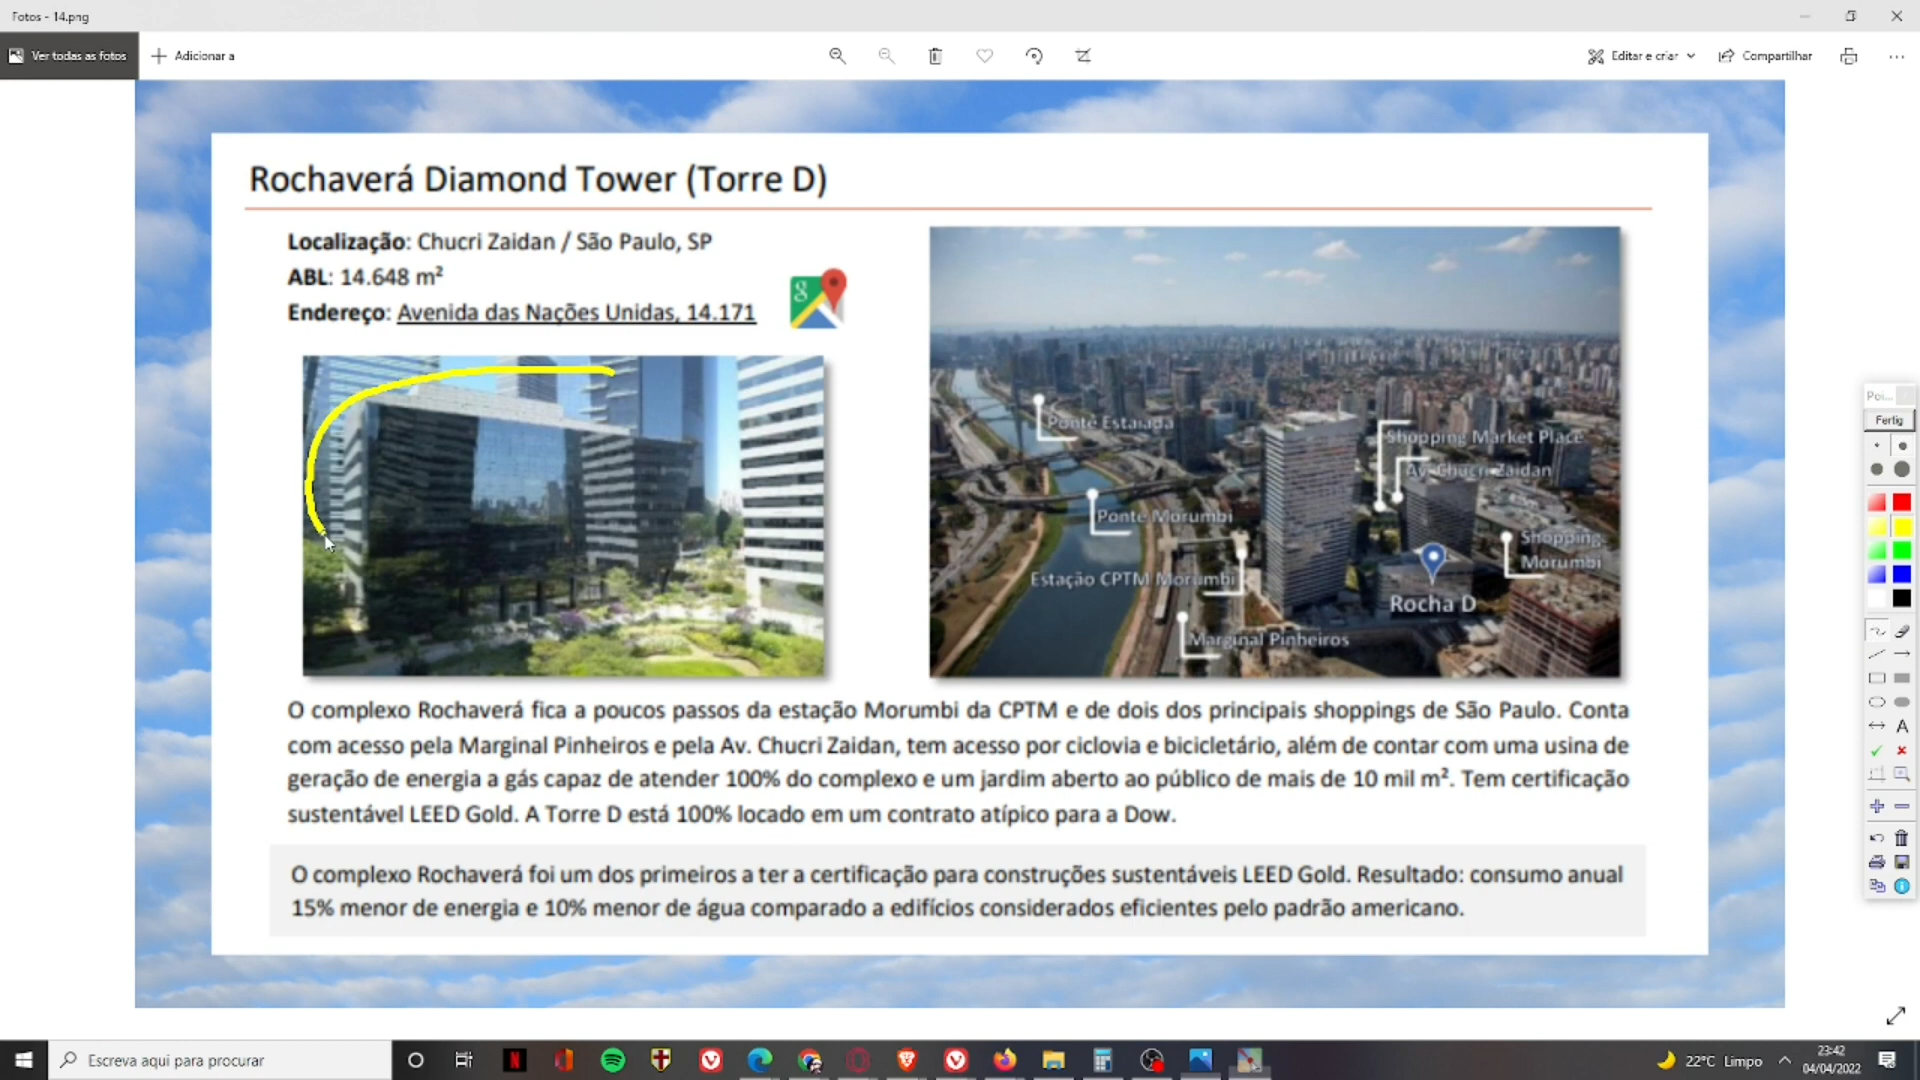 Fotos - 14.png
Ver todas as fotos
Adicionar a
Editar e criar
Compartilhar
Rochaverá Diamond Tower (Torre D)
Localização: Chucri Zaidan / São Paulo, SP
ABL: 14.648 m²
Endereço: Avenida das Nações Unidas, 14.171
g
Ponte Estaiada
Shopping Market Place
Av. Chucri Zaidan
Ponte Morumbi
Shopping
Morumbi
Estação CPTM Morumbi
Rocha D
Marginal Pinheiros
O complexo Rochaverá fica a poucos passos da estação Morumbi da CPTM e de dois dos principais shoppings de São Paulo. Conta
com acesso pela Marginal Pinheiros e pela Av. Chucri Zaidan, tem acesso por ciclovia e bicicletário, além de contar com uma usina de
geração de energia a gás capaz de atender 100% do complexo e um jardim aberto ao público de mais de 10 mil m². Tem certificação
sustentável LEED Gold. A Torre D está 100% locado em um contrato atípico para a Dow.
O complexo Rochaverá foi um dos primeiros a ter a certificação para construções sustentáveis LEED Gold. Resultado: consumo anual
15% menor de energia e 10% menor de água comparado a edifícios considerados eficientes pelo padrão americano.
Poi...
Fertig
A
Escreva aqui para procurar
22°C Limpo
23:42
04/04/2022